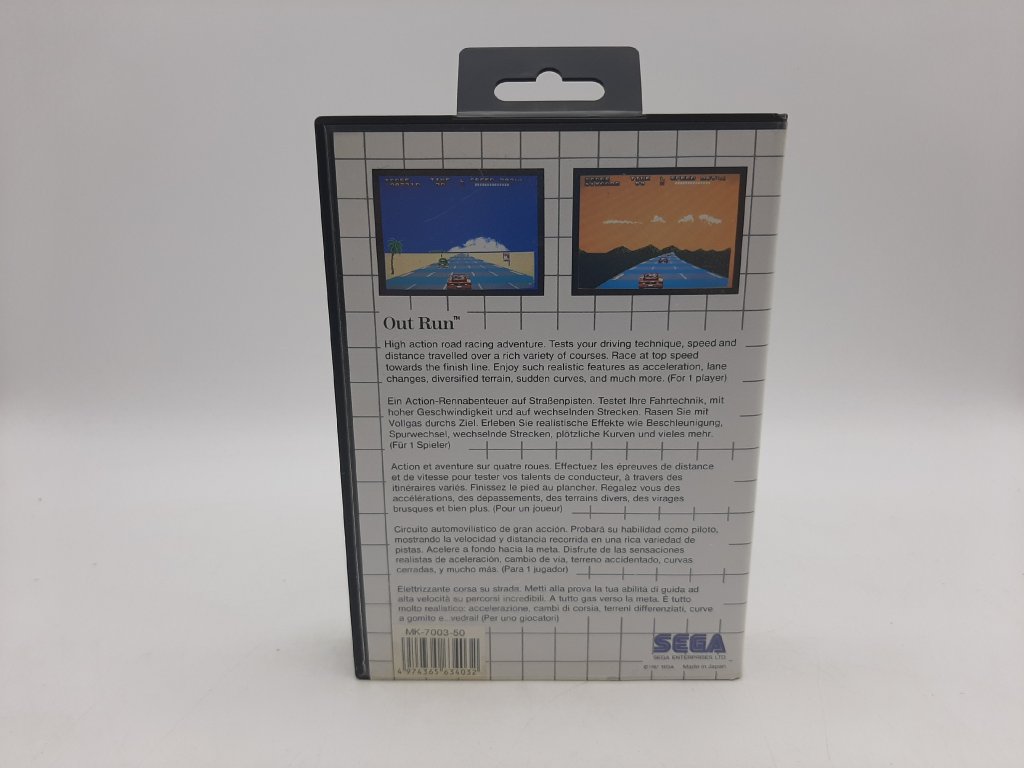 Out Run™
High action road racing adventure. Tests your driving technique, speed and
distance travelled over a rich variety of courses. Race at top speed
towards the finish line. Enjoy such realistic features as acceleration, lane
changes, diversified terrain, sudden curves, and much more. (For 1 player)
Ein Action-Rennabenteuer auf Straßenpisten. Testet Ihre Fahrtechnik, mit
hoher Geschwindigkeit und auf wechselnden Strecken. Rasen Sie mit
Vollgas durchs Ziel. Erleben Sie realistische Effekte wie Beschleunigung,
Spurwechsel, wechselnde Strecken, plötzliche Kurven und vieles mehr.
(Für 1 Spieler)
Action et aventure sur quatre roues. Effectuez les épreuves de distance
et de vitesse pour tester vos talents de conducteur, à travers des
itinéraires variés. Finissez le pied au plancher. Régalez vous des
accélérations, des dépassements, des terrains divers, des virages
brusques et bien plus. (Pour un joueur)
Circuito automovilístico de gran acción. Probará su habilidad como piloto,
mostrando la velocidad y distancia recorrida en una rica variedad de
pistas. Acelere a fondo hacia la meta. Disfrute de las sensaciones
realistas de aceleración, cambio de vía, terreno accidentado, curvas
cerradas, y mucho más. (Para 1 jugador)
Elettrizzante corsa su strada. Metti alla prova la tua abilità di guida ad
alta velocità su percorsi incredibili. A tutto gas verso la meta. È tutto
molto realistico: accelerazione, cambi di corsia, terreni differenziati, curve
a gomito e...vedrai! (Per uno giocatori)
MK-7003-50
4 974365 634032
SEGA
SEGA ENTERPRISES LTD.
SEGA Made in Japan